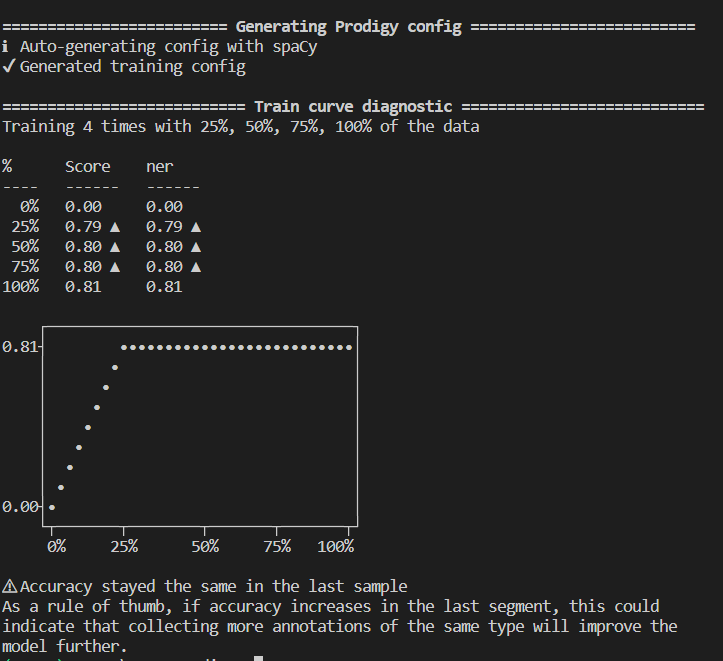 ========================= Generating Prodigy config =========================
ℹ Auto-generating config with spaCy
✔ Generated training config
=========================== Train curve diagnostic ===========================
Training 4 times with 25%, 50%, 75%, 100% of the data
%      Score    ner
----   ------   ------
  0%   0.00     0.00
 25%   0.79 ▲   0.79 ▲
 50%   0.80 ▲   0.80 ▲
 75%   0.80 ▲   0.80 ▲
100%   0.81     0.81
0.81
0.00
0% 25% 50% 75% 100%
⚠ Accuracy stayed the same in the last sample
As a rule of thumb, if accuracy increases in the last segment, this could
indicate that collecting more annotations of the same type will improve the
model further.